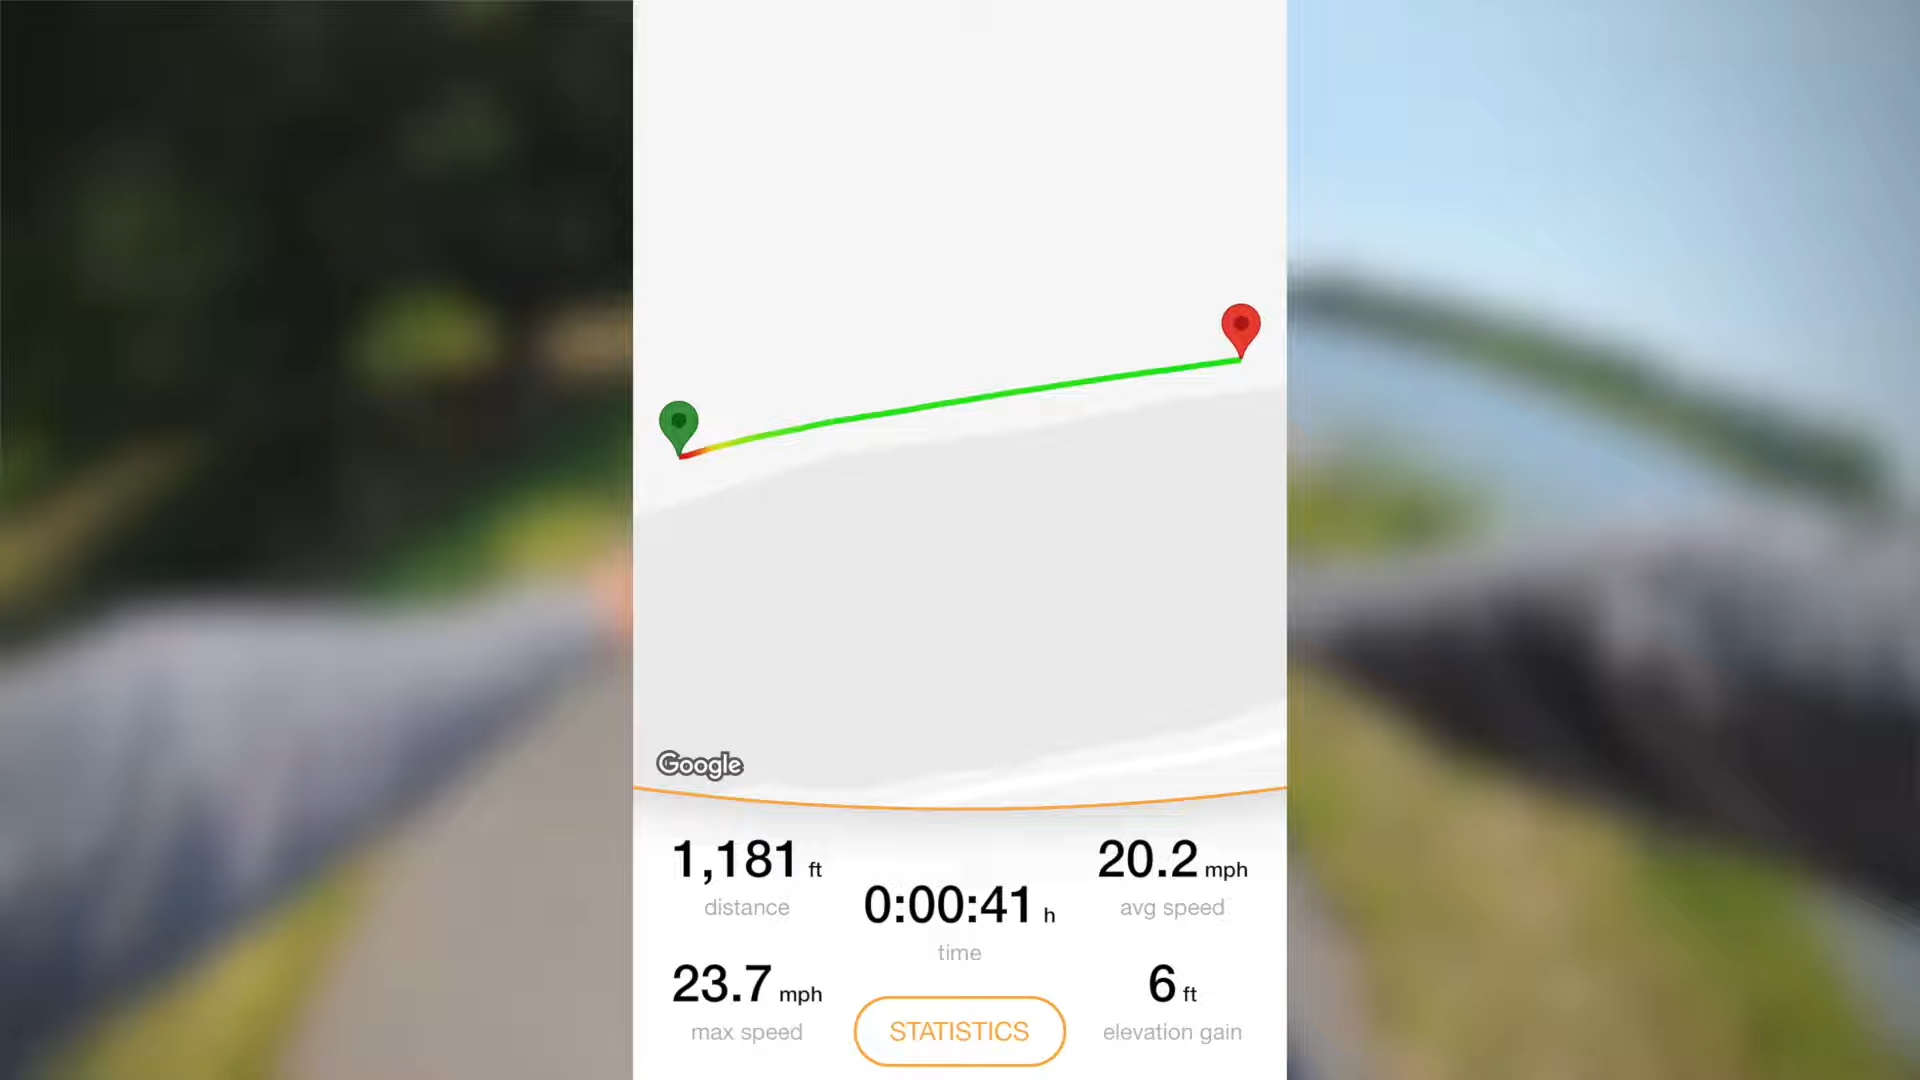 Google
1,181 ft
distance
0:00:41 h
time
20.2 mph
avg speed
23.7 mph
max speed
STATISTICS
6 ft
elevation gain